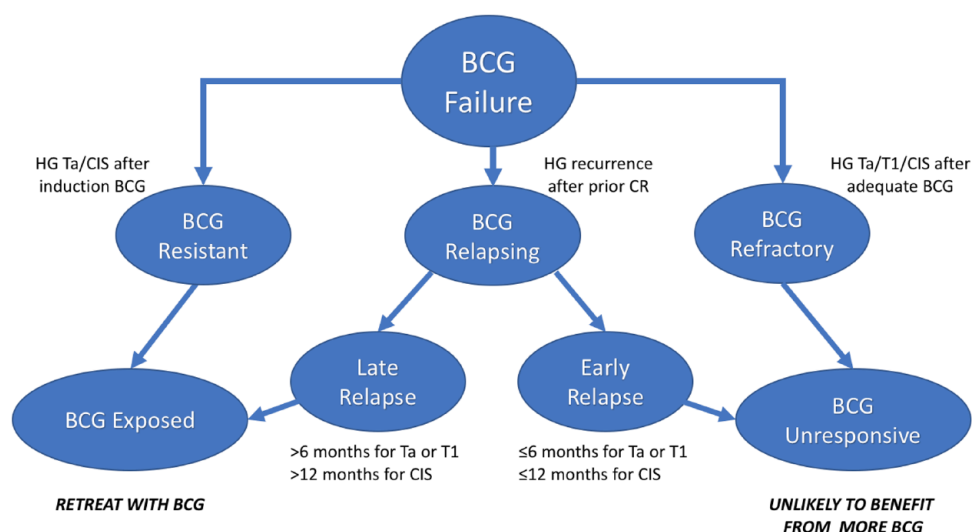 BCG
Failure
HG Ta/CIS after
induction BCG
HG recurrence
after prior CR
HG Ta/T1/CIS after
adequate BCG
BCG
Resistant
BCG
Relapsing
BCG
Refractory
Late
Relapse
Early
Relapse
BCG Exposed
BCG
Unresponsive
>6 months for Ta or T1
>12 months for CIS
≤6 months for Ta or T1
≤12 months for CIS
RETREAT WITH BCG
UNLIKELY TO BENEFIT
FROM MORE BCG